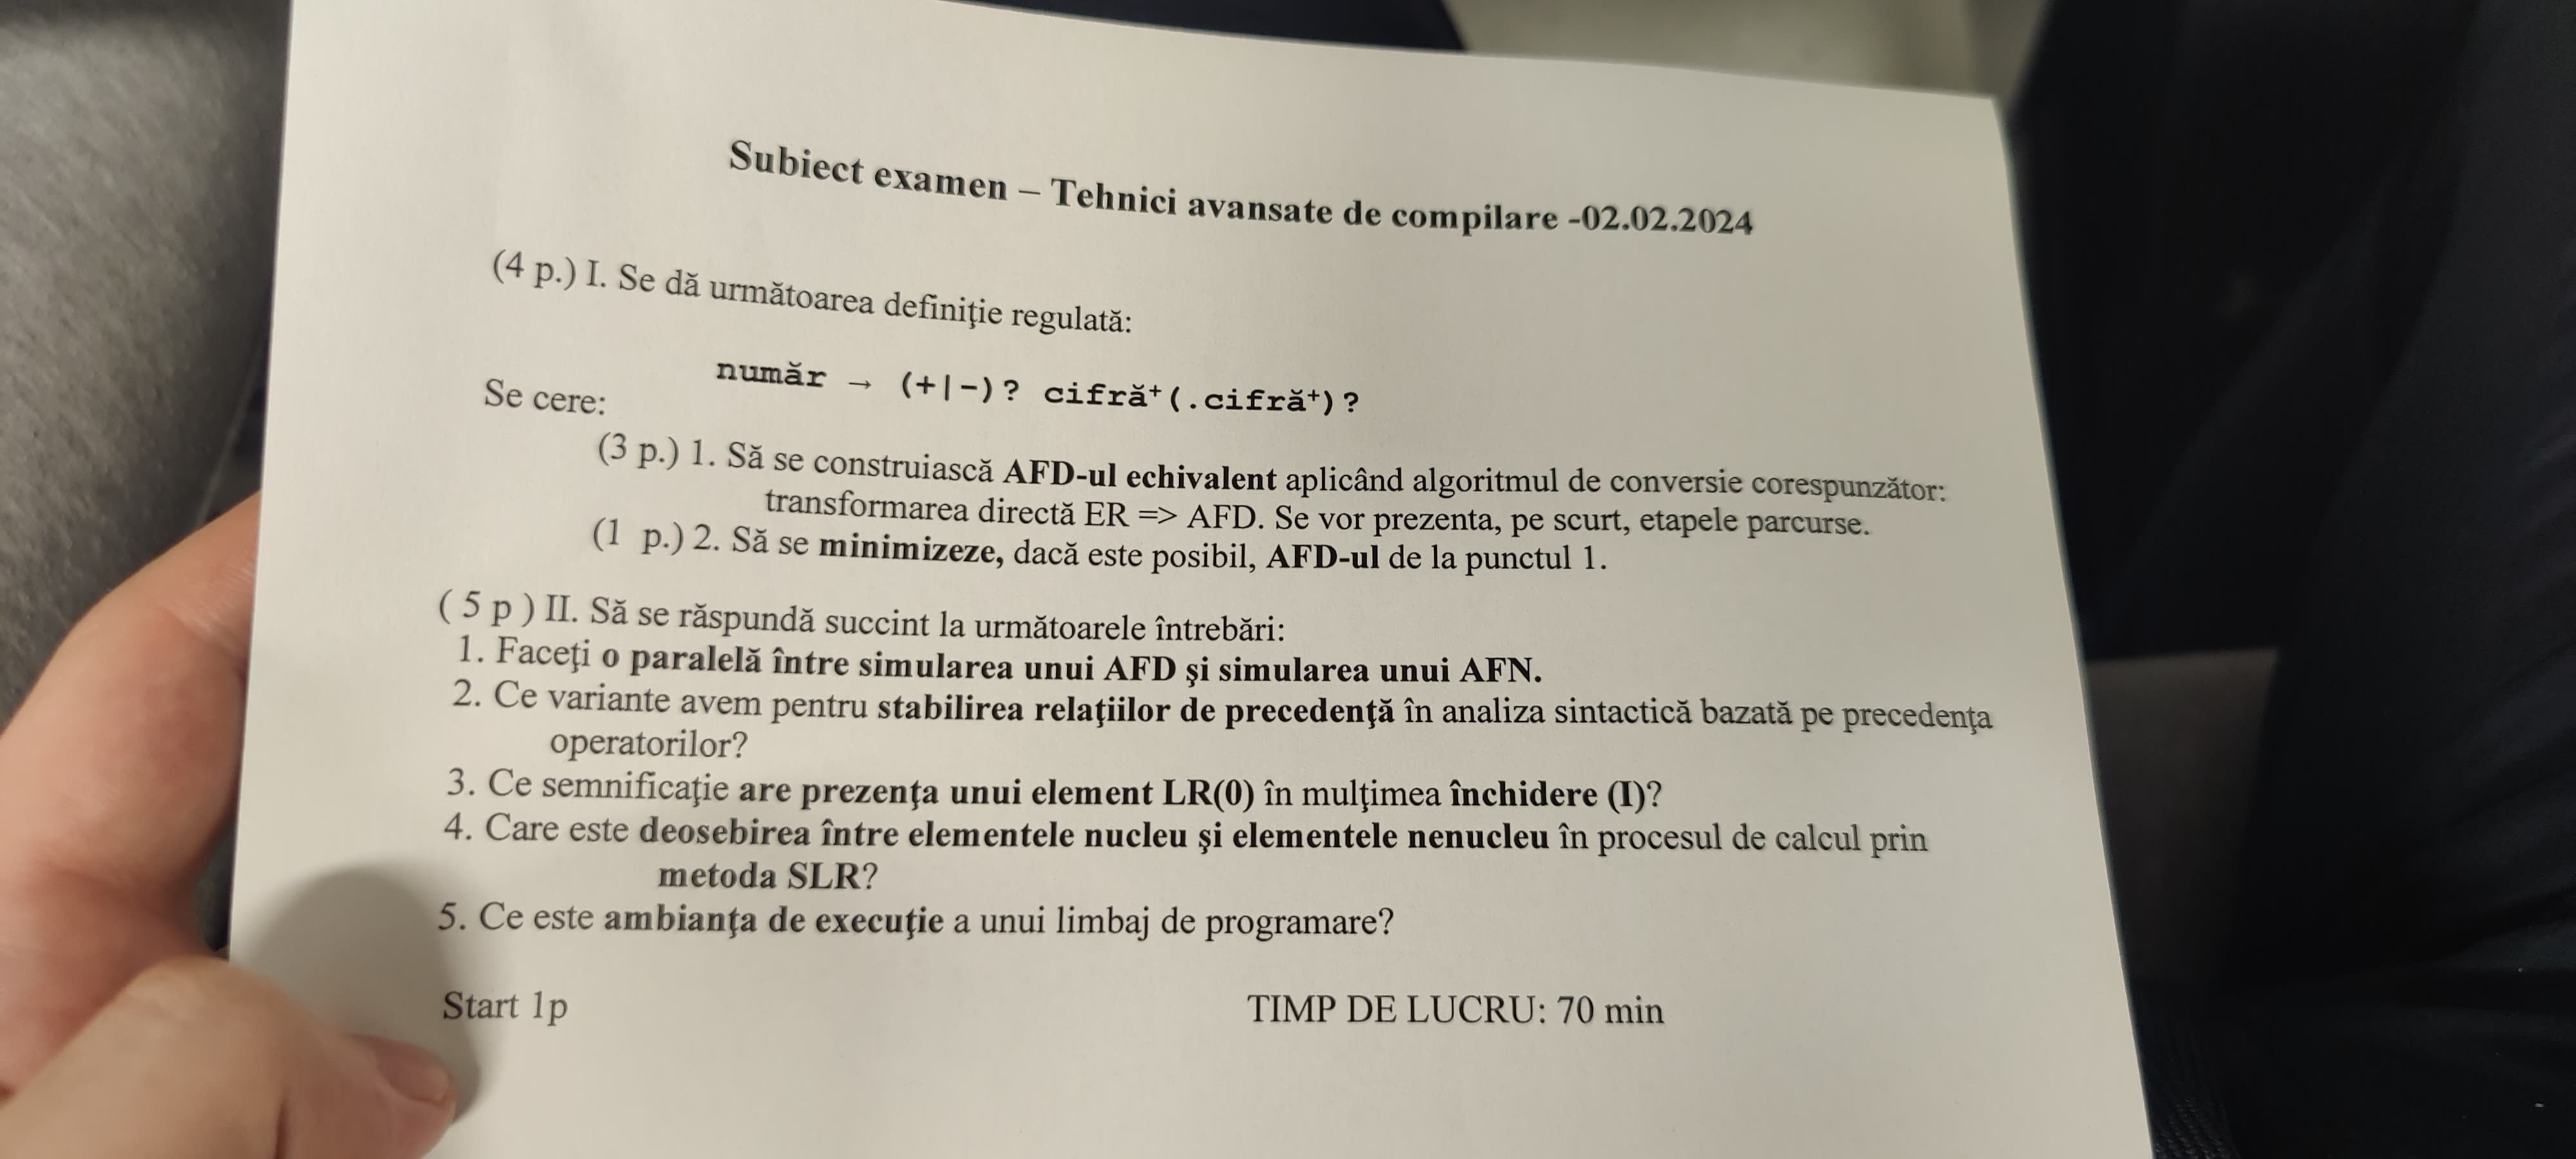 Subiect examen – Tehnici avansate de compilare -02.02.2024
(4 p.) I. Se dă următoarea definiţie regulată:
număr → (+|-)? cifră⁺(.cifră⁺)?
Se cere:
(3 p.) 1. Să se construiască AFD-ul echivalent aplicând algoritmul de conversie corespunzător:
transformarea directă ER => AFD. Se vor prezenta, pe scurt, etapele parcurse.
(1 p.) 2. Să se minimizeze, dacă este posibil, AFD-ul de la punctul 1.
( 5 p ) II. Să se răspundă succint la următoarele întrebări:
1. Faceţi o paralelă între simularea unui AFD şi simularea unui AFN.
2. Ce variante avem pentru stabilirea relaţiilor de precedenţă în analiza sintactică bazată pe precedenţa
operatorilor?
3. Ce semnificaţie are prezenţa unui element LR(0) în mulţimea închidere (I)?
4. Care este deosebirea între elementele nucleu şi elementele nenucleu în procesul de calcul prin
metoda SLR?
5. Ce este ambianţa de execuţie a unui limbaj de programare?
Start 1p TIMP DE LUCRU: 70 min